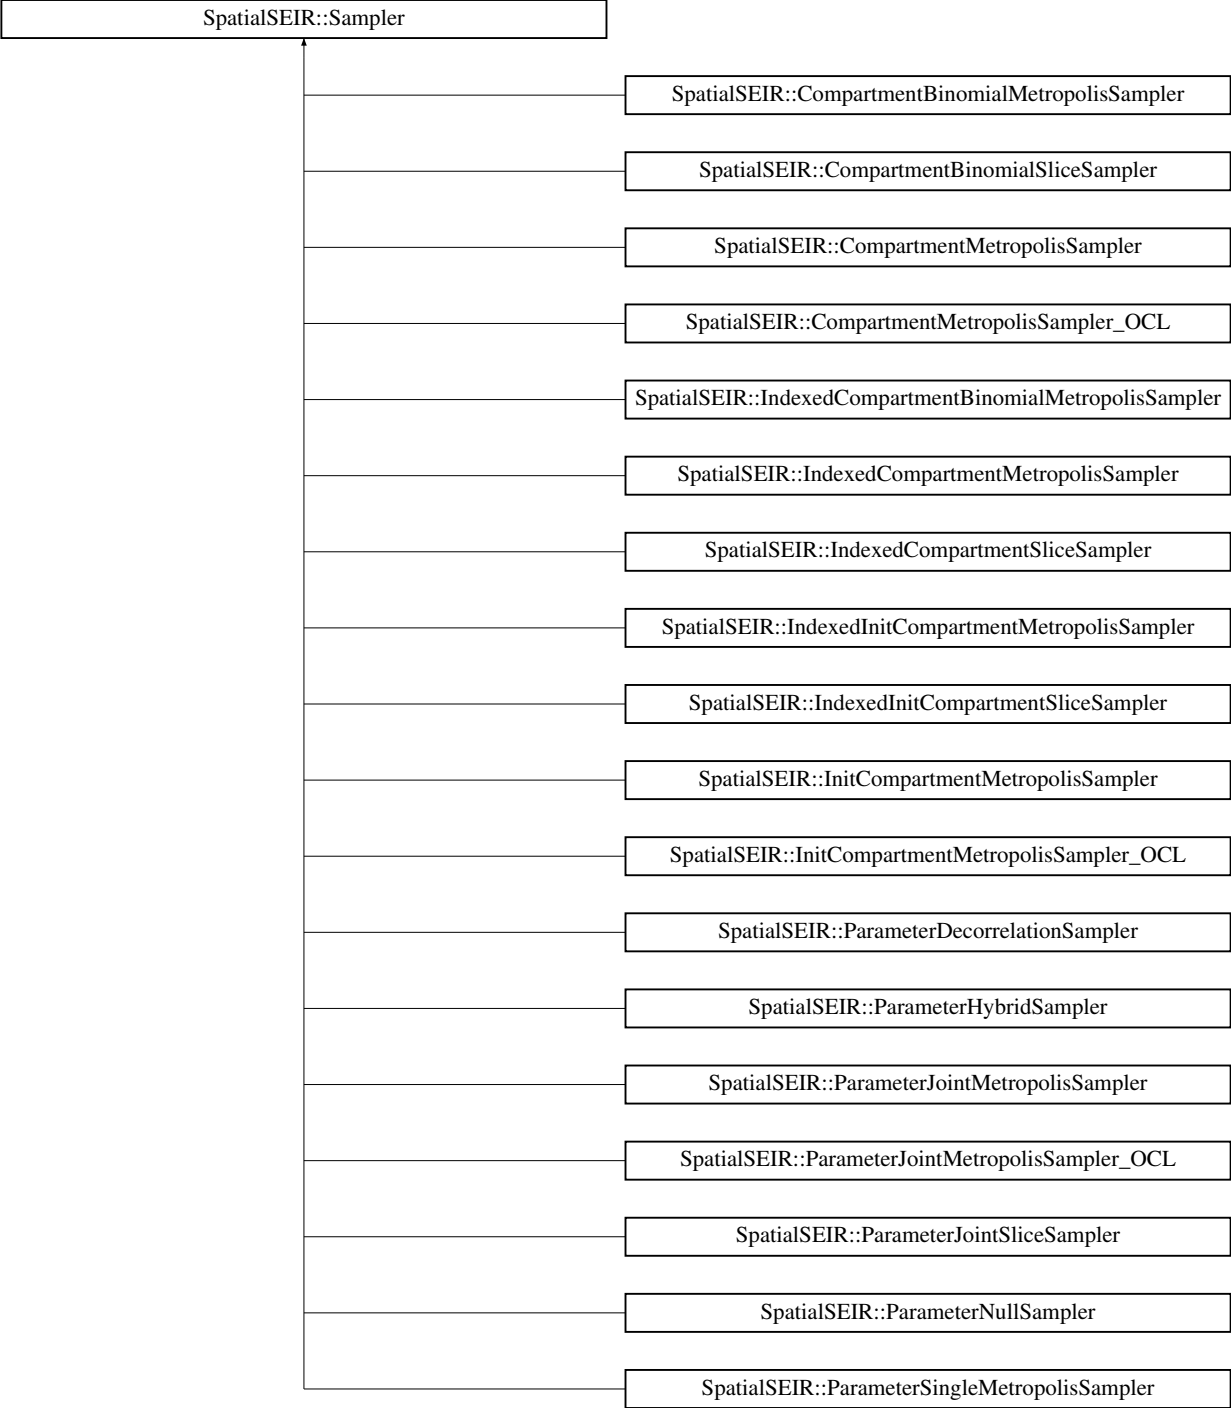 SpatialSEIR::Sampler
SpatialSEIR::CompartmentBinomialMetropolisSampler
SpatialSEIR::CompartmentBinomialSliceSampler
SpatialSEIR::CompartmentMetropolisSampler
SpatialSEIR::CompartmentMetropolisSampler_OCL
SpatialSEIR::IndexedCompartmentBinomialMetropolisSampler
SpatialSEIR::IndexedCompartmentMetropolisSampler
SpatialSEIR::IndexedCompartmentSliceSampler
SpatialSEIR::IndexedInitCompartmentMetropolisSampler
SpatialSEIR::IndexedInitCompartmentSliceSampler
SpatialSEIR::InitCompartmentMetropolisSampler
SpatialSEIR::InitCompartmentMetropolisSampler_OCL
SpatialSEIR::ParameterDecorrelationSampler
SpatialSEIR::ParameterHybridSampler
SpatialSEIR::ParameterJointMetropolisSampler
SpatialSEIR::ParameterJointMetropolisSampler_OCL
SpatialSEIR::ParameterJointSliceSampler
SpatialSEIR::ParameterNullSampler
SpatialSEIR::ParameterSingleMetropolisSampler